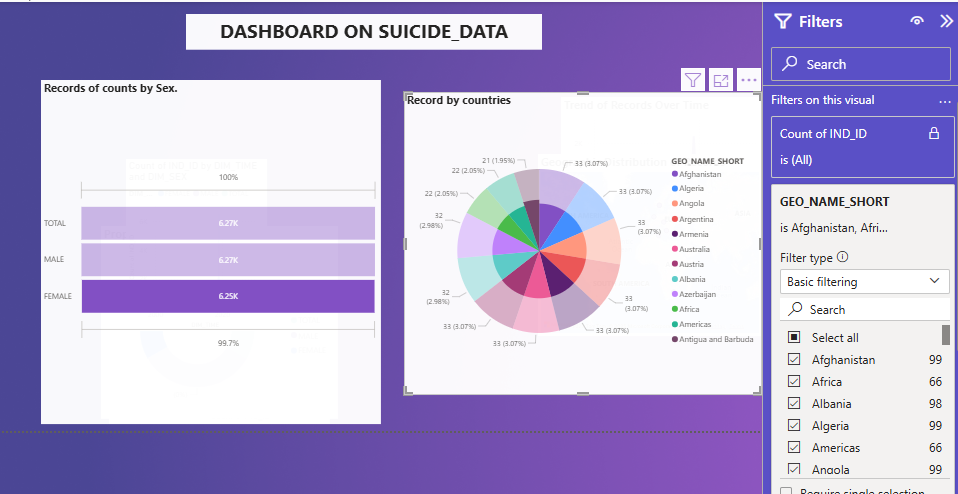 DASHBOARD ON SUICIDE_DATA
Records of counts by Sex.
100%
TOTAL 6.27K
MALE 6.27K
FEMALE 6.25K
99.7%
Record by countries
Trend of Records Over Time
21 (1.95%)
22 (2.05%)
22 (2.05%)
32
(2.98%)
32
(2.98%)
33 (3.07%)
33 (3.07%)
33 (3.07%)
33
(3.07%)
33
(3.07%)
33 (3.07%)
33 (3.07%)
GEO_NAME_SHORT
Afghanistan
Algeria
Angola
Argentina
Armenia
Australia
Austria
Albania
Azerbaijan
Africa
Americas
Antigua and Barbuda
Filters
Search
Filters on this visual
Count of IND_ID
is (All)
GEO_NAME_SHORT
is Afghanistan, Afri...
Filter type
Basic filtering
Search
Select all
Afghanistan 99
Africa 66
Albania 98
Algeria 99
Americas 66
Angola 99
Require single selection